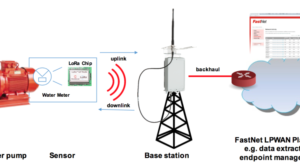 LoRa Chip
Water Meter
uplink
downlink
backhaul
FastNet
er pump
Sensor
Base station
FastNet LPWAN Pl
e.g. data extract
endpoint manage